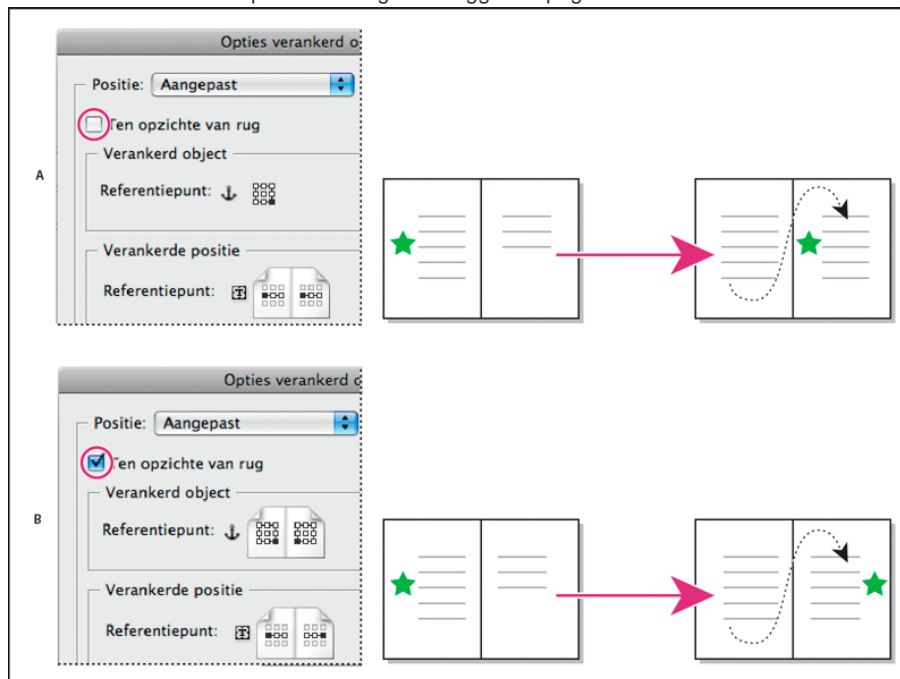 Opties verankerd
Positie: Aangepast
Ten opzichte van rug
Verankerd object
A
Referentiepunt:
Verankerde positie
Referentiepunt:
Opties verankerd
Positie: Aangepast
Ten opzichte van rug
Verankerd object
B
Referentiepunt:
Verankerde positie
Referentiepunt: